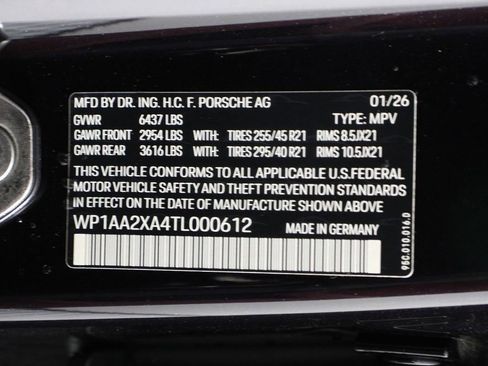 MFD BY DR. ING. H.C. F. PORSCHE AG 01/26
GVWR 6437 LBS TYPE: MPV
GAWR FRONT 2954 LBS WITH: TIRES 255/45 R21 RIMS 8.5JX21
GAWR REAR 3616 LBS WITH: TIRES 295/40 R21 RIMS 10.5JX21
THIS VEHICLE CONFORMS TO ALL APPLICABLE U.S.FEDERAL
MOTOR VEHICLE SAFETY AND THEFT PREVENTION STANDARDS
IN EFFECT ON THE DATE OF MANUFACTURE SHOWN ABOVE
WP1AA2XA4TL000612 MADE IN GERMANY
95C.010.016.D